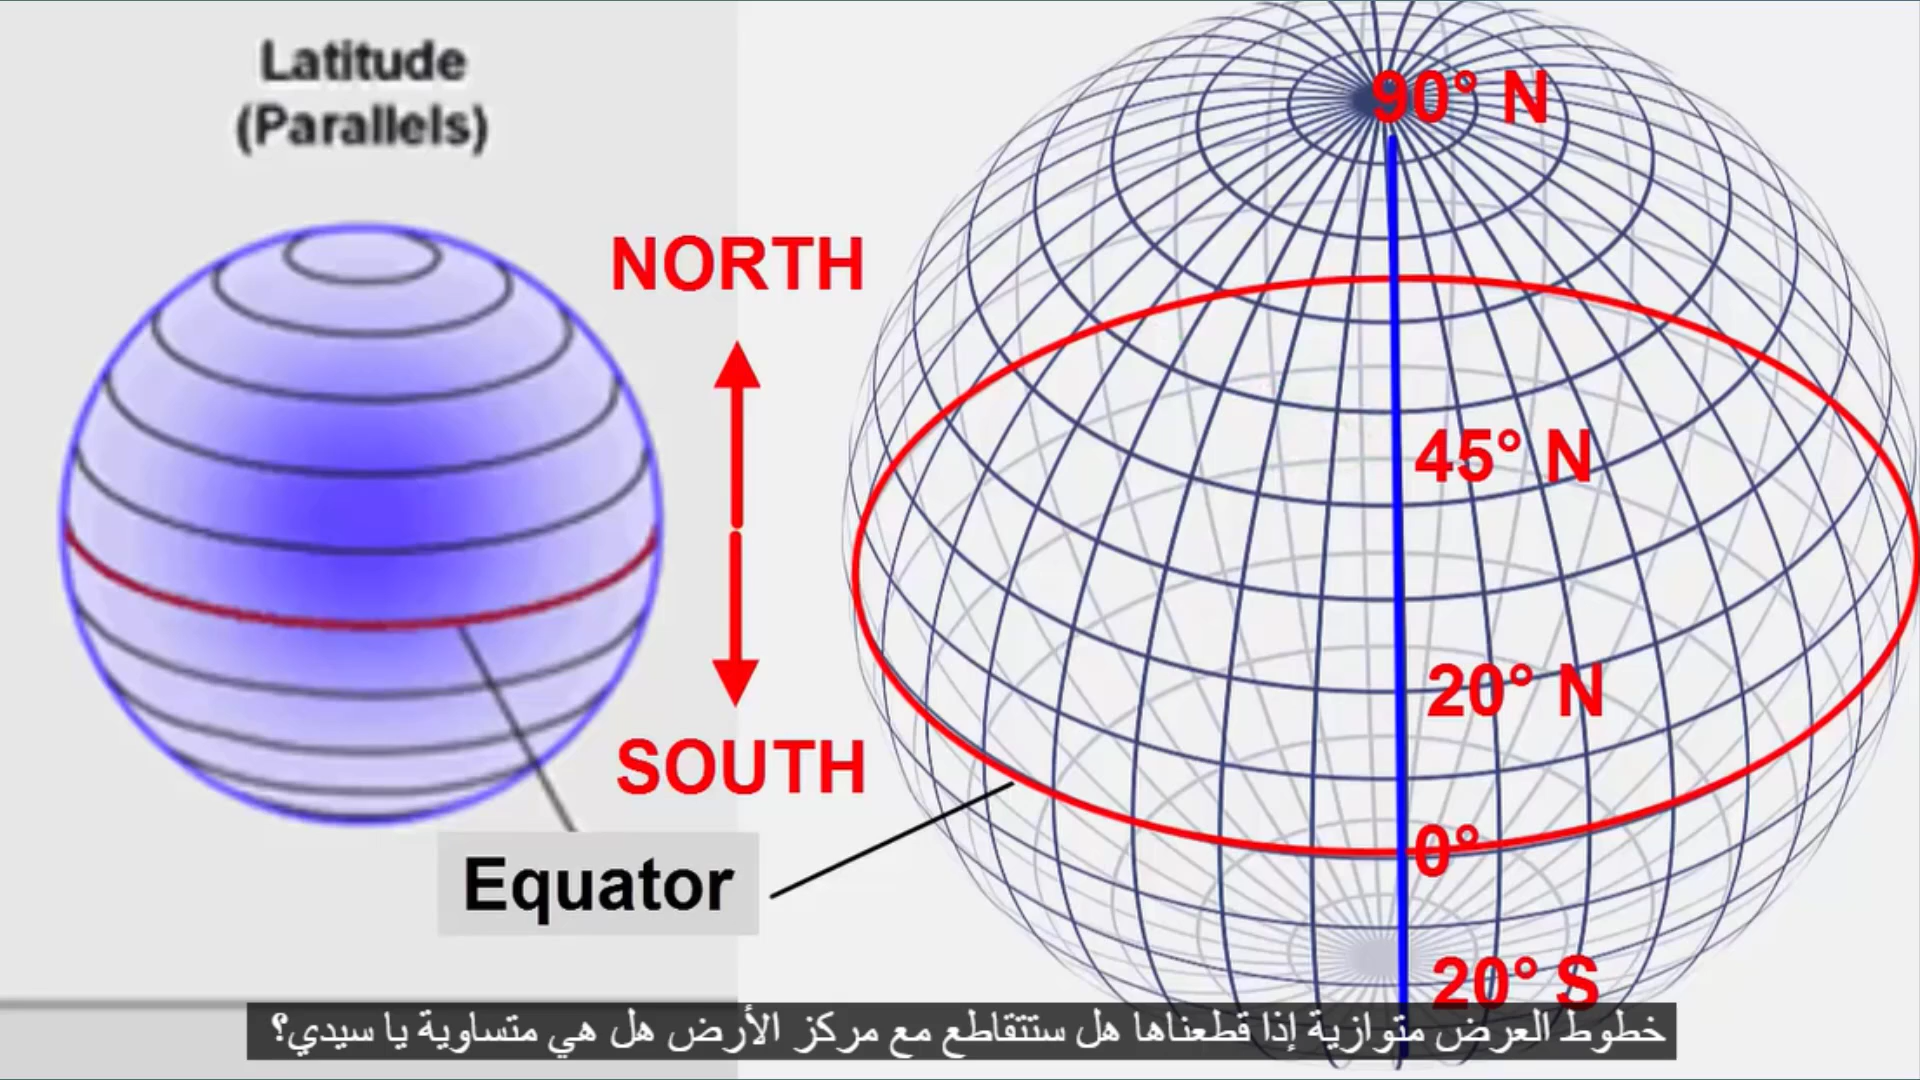 Latitude
(Parallels)
NORTH
SOUTH
Equator
90° N
45° N
20° N
0°
20° S
خطوط العرض متوازية إذا قطعناها هل ستتقاطع مع مركز الأرض هل هي متساوية يا سيدي؟